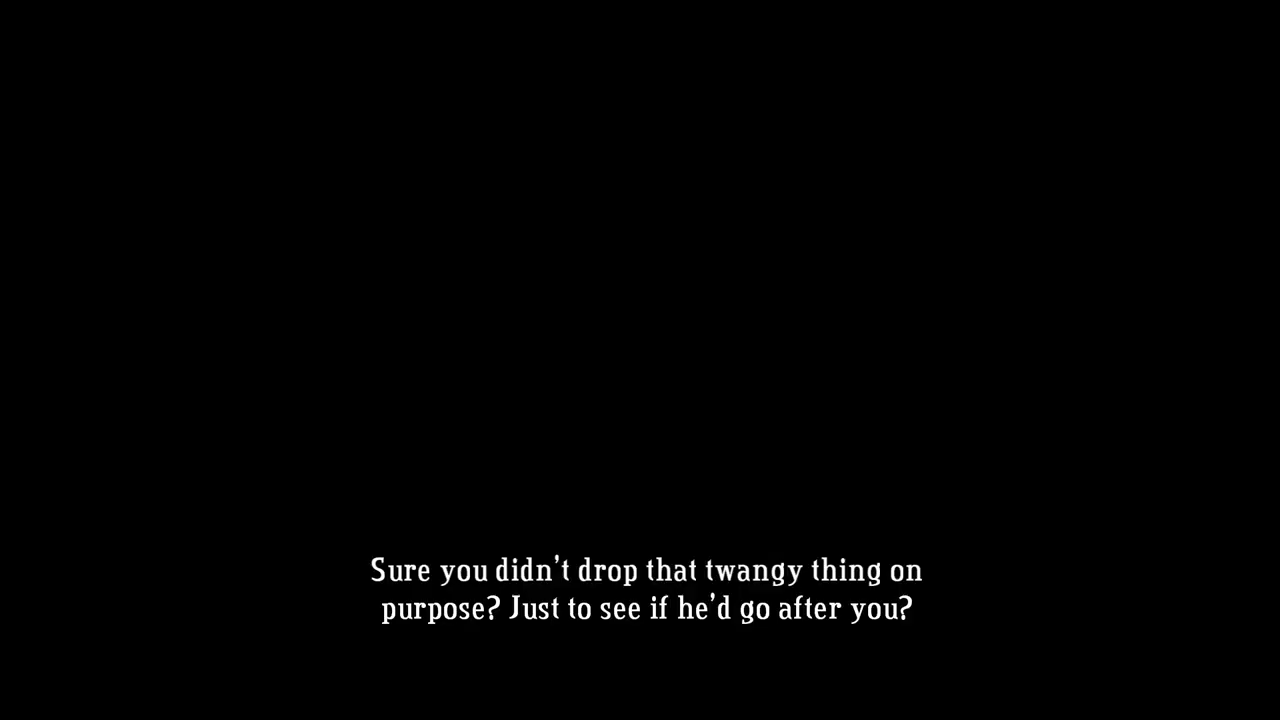 Sure you didn't drop that twangy thing on
purpose? Just to see if he'd go after you?